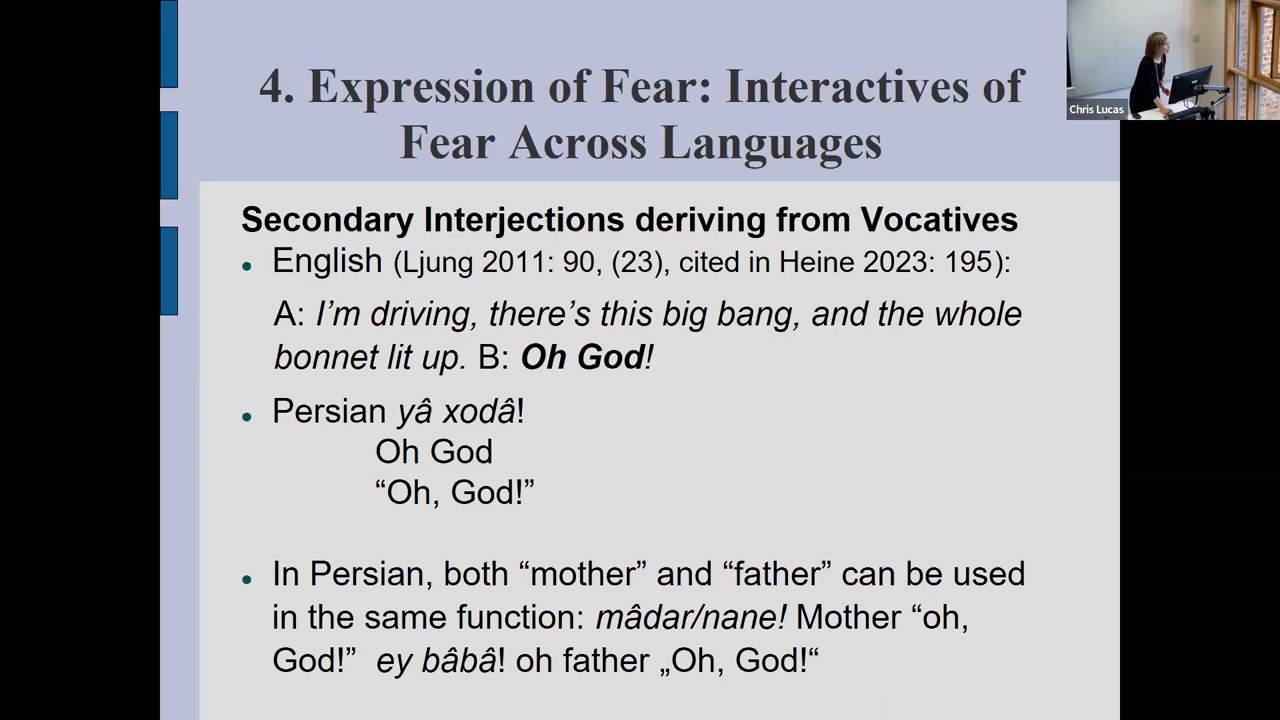 4. Expression of Fear: Interactives of
Fear Across Languages
Chris Lucas
Secondary Interjections deriving from Vocatives
• English (Ljung 2011: 90, (23), cited in Heine 2023: 195):
A: I’m driving, there’s this big bang, and the whole
bonnet lit up. B: Oh God!
• Persian yâ xodâ!
Oh God
“Oh, God!”
• In Persian, both “mother” and “father” can be used
in the same function: mâdar/nane! Mother “oh,
God!” ey bâbâ! oh father „Oh, God!“